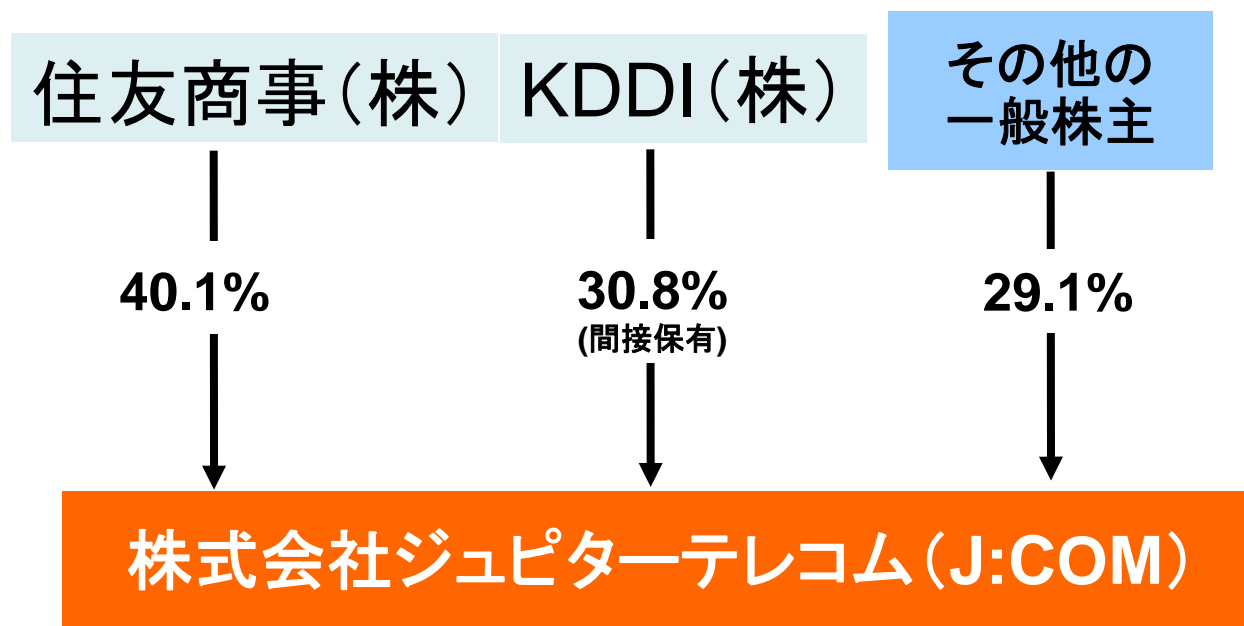 住友商事（株）
KDDI（株）
その他の
一般株主
40.1%
30.8%
(間接保有)
29.1%
株式会社ジュピターテレコム（J:COM）